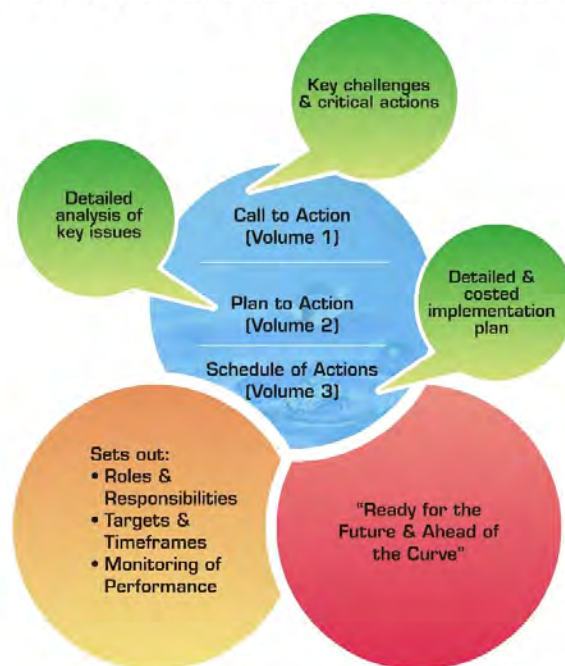 Key challenges
& critical actions
Detailed
analysis of
key issues
Call to Action
(Volume 1)
Plan to Action
(Volume 2)
Schedule of Actions
(Volume 3)
Detailed &
costed
implementation
plan
Sets out:
• Roles &
Responsibilities
• Targets &
Timeframes
• Monitoring of
Performance
"Ready for the
Future & Ahead of
the Curve"